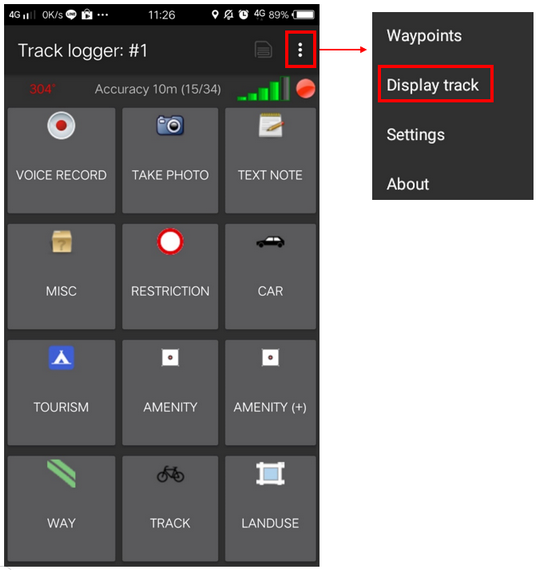 4G 0K/s 11:26 4G 89%
Track logger: #1
304° Accuracy 10m (15/34)
VOICE RECORD TAKE PHOTO TEXT NOTE
MISC RESTRICTION CAR
TOURISM AMENITY AMENITY (+)
WAY TRACK LANDUSE
Waypoints
Display track
Settings
About